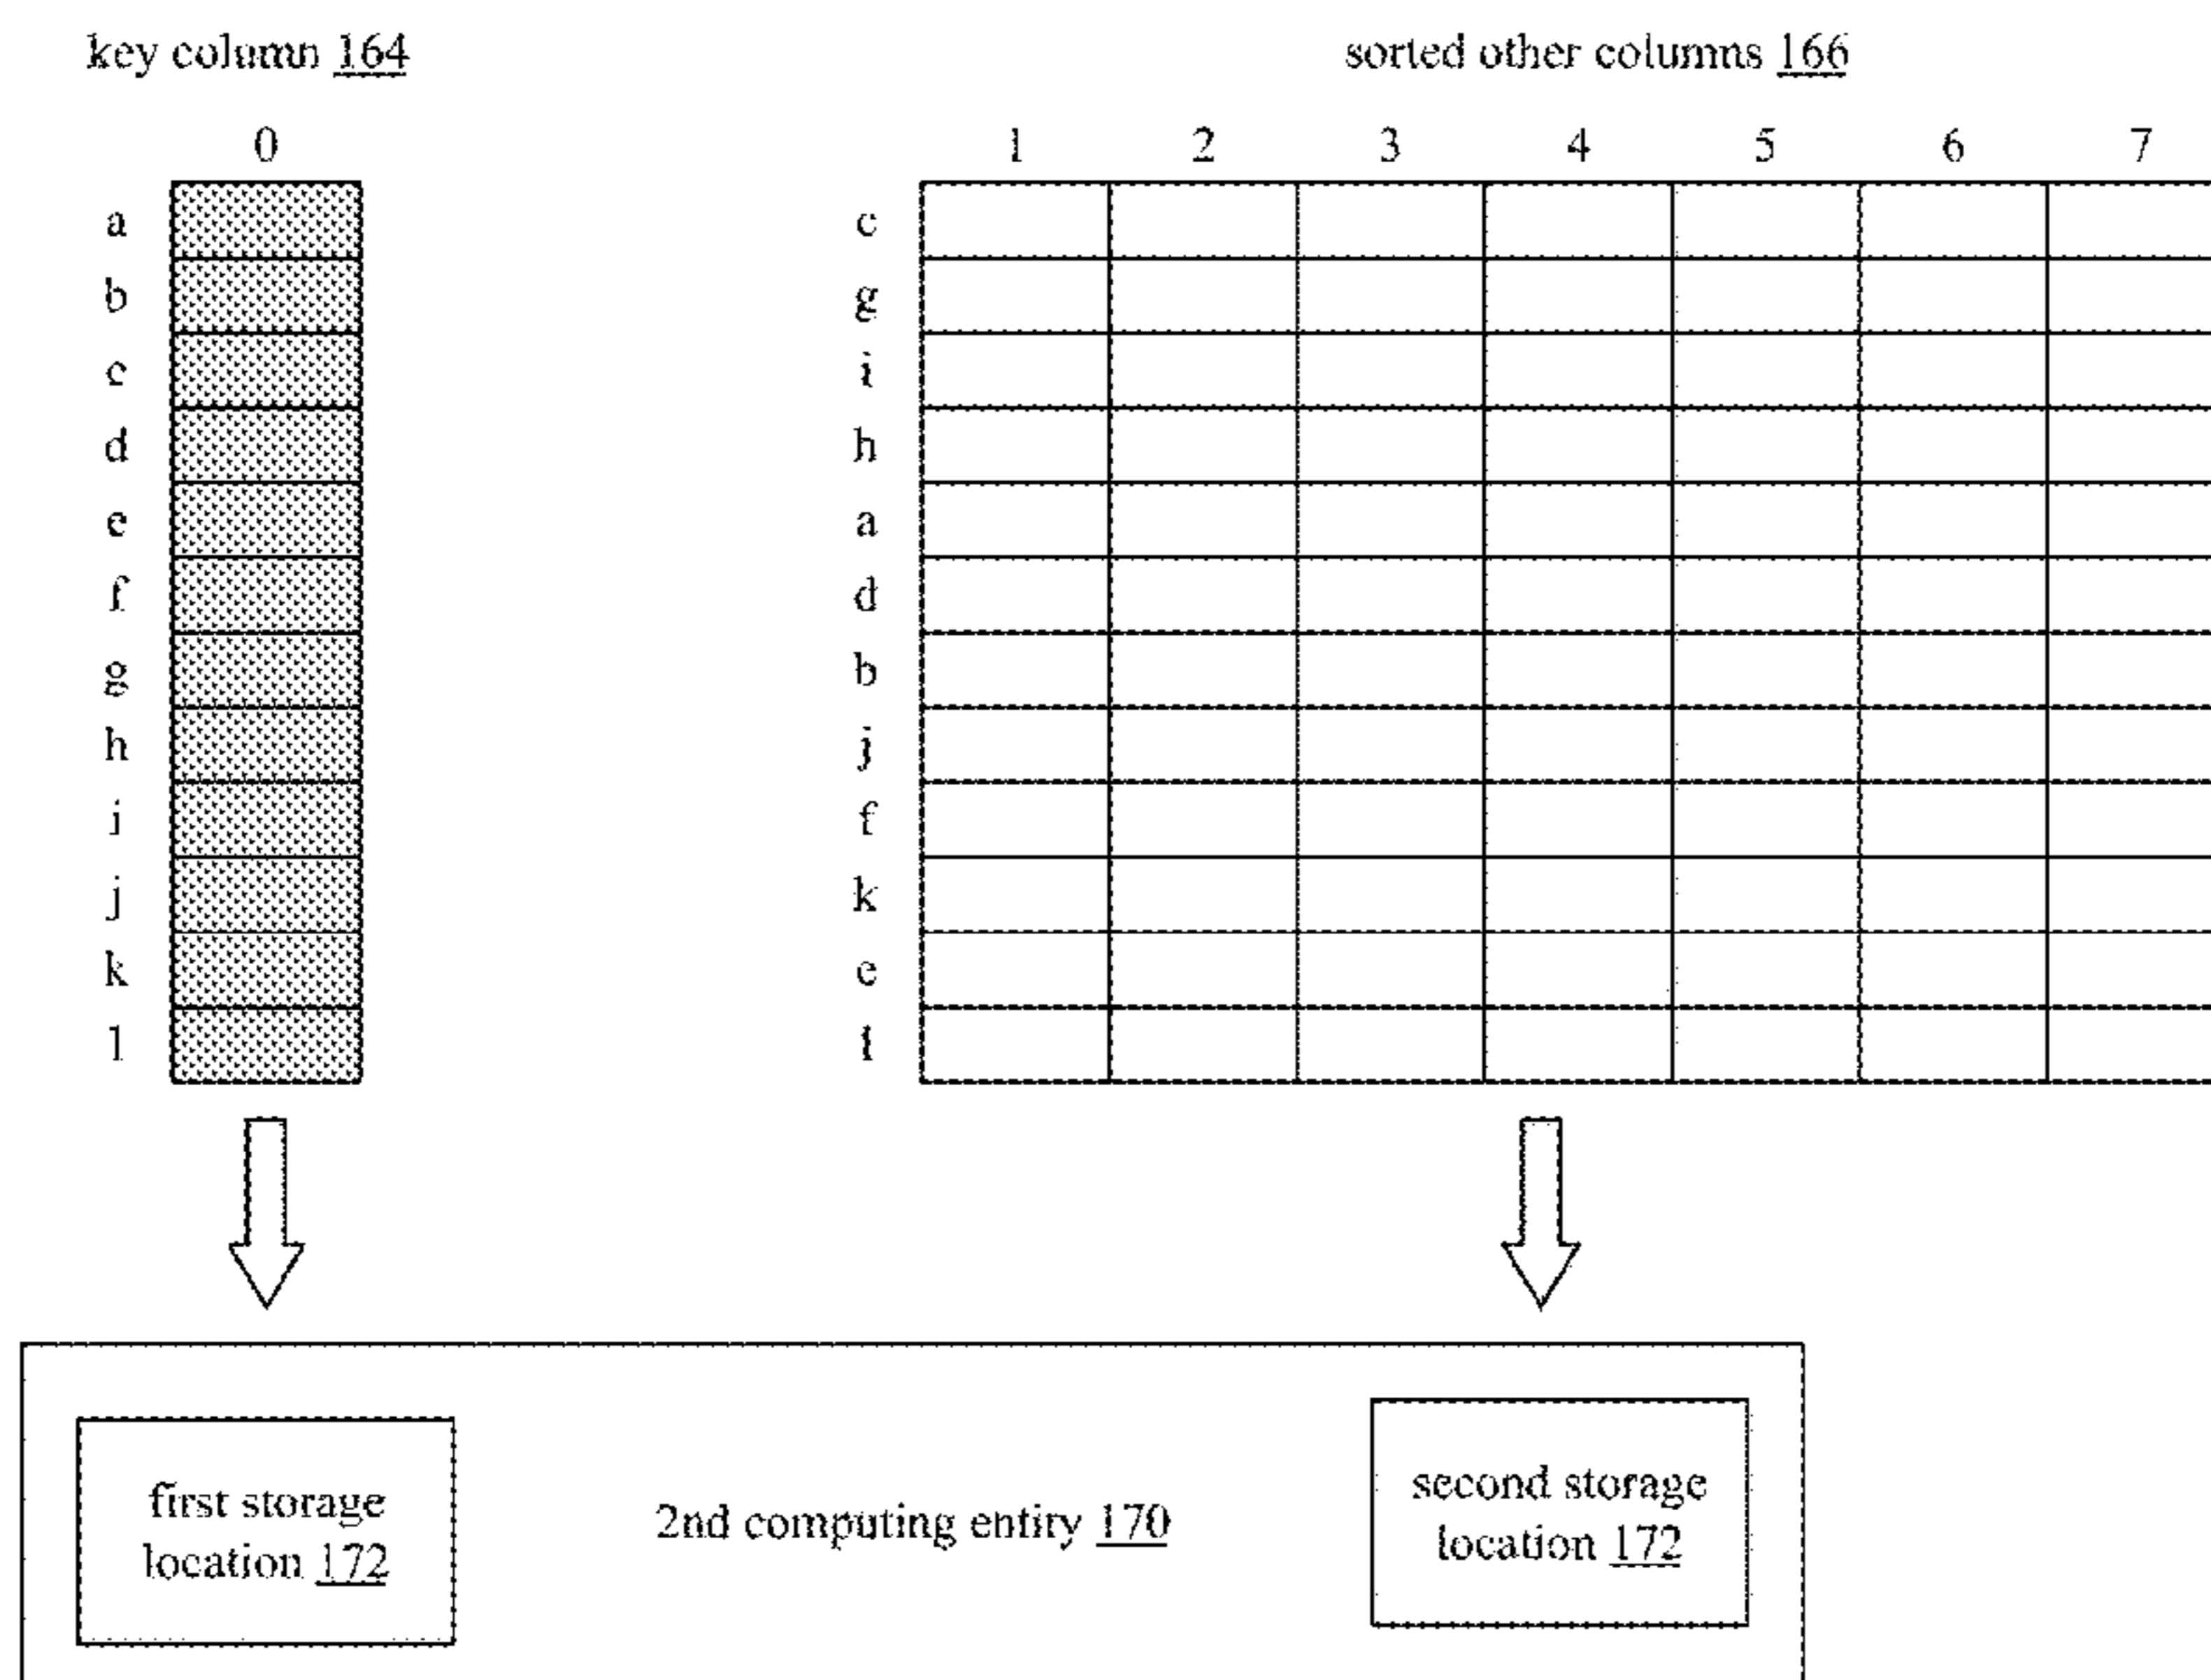 key column 164
sorted other columns 166
0
1 2 3 4 5 6 7
a
b
c
d
e
f
g
h
i
j
k
l
c
g
i
h
a
d
b
j
f
k
e
l
first storage
location 172
2nd computing entity 170
second storage
location 172